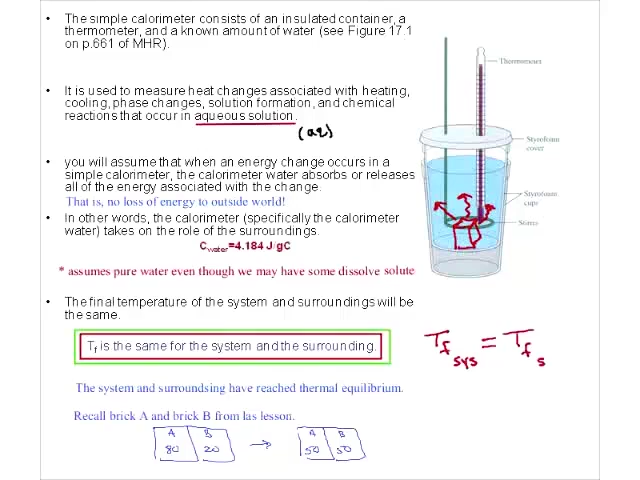 The simple calorimeter consists of an insulated container, a
thermometer, and a known amount of water (see Figure 17.1
on p.661 of MHR).
It is used to measure heat changes associated with heating,
cooling, phase changes, solution formation, and chemical
reactions that occur in aqueous solution.
(aq)
you will assume that when an energy change occurs in a
simple calorimeter, the calorimeter water absorbs or releases
all of the energy associated with the change.
That is, no loss of energy to outside world!
In other words, the calorimeter (specifically the calorimeter
water) takes on the role of the surroundings.
Cwater=4.184 J/gC
* assumes pure water even though we may have some dissolve solute
The final temperature of the system and surroundings will be
the same.
Tf is the same for the system and the surrounding.
The system and surroundsing have reached thermal equilibrium.
Recall brick A and brick B from las lesson.
A B
80 20
A B
50 50
Thermometer
Styrofoam
cover
Styrofoam
cups
Stirrer
Tf sys = Tf s